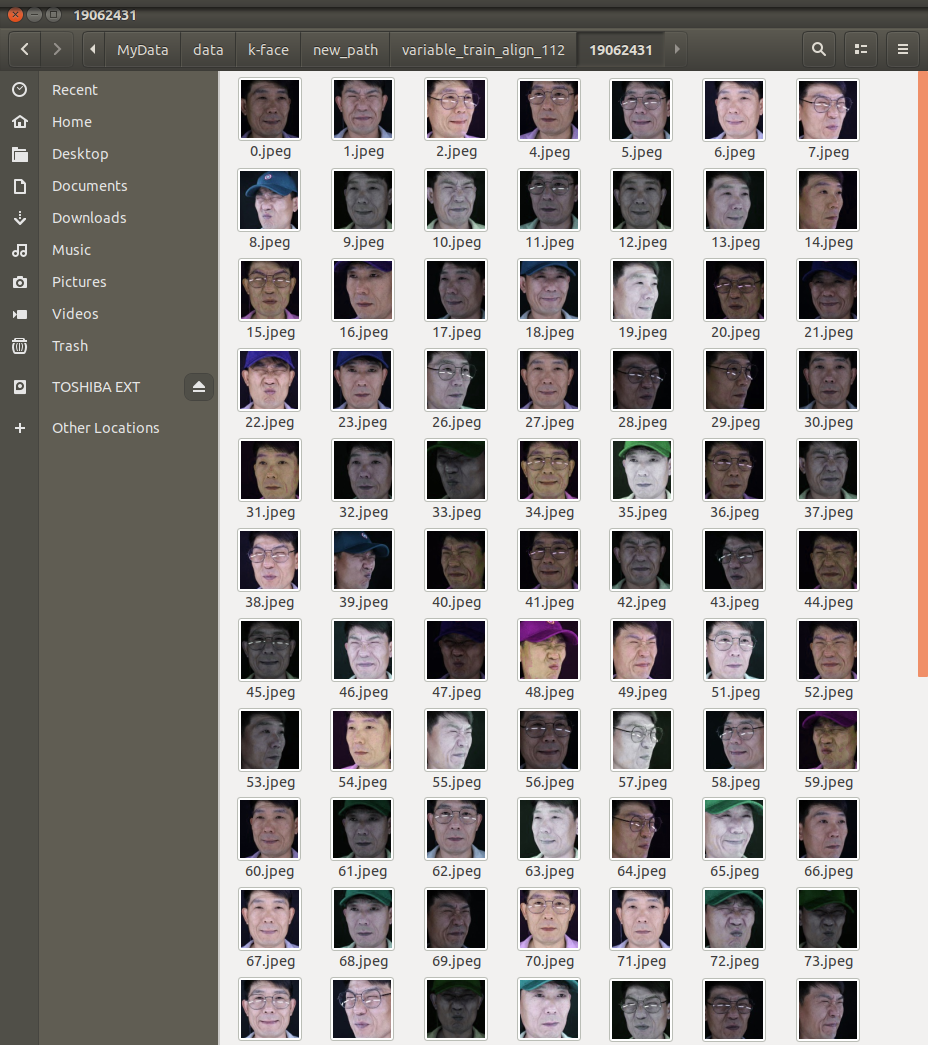 19062431
MyData data k-face new_path variable_train_align_112 19062431
Recent
Home
Desktop
Documents
Downloads
Music
Pictures
Videos
Trash
TOSHIBA EXT
Other Locations
0.jpeg 1.jpeg 2.jpeg 4.jpeg 5.jpeg 6.jpeg 7.jpeg
8.jpeg 9.jpeg 10.jpeg 11.jpeg 12.jpeg 13.jpeg 14.jpeg
15.jpeg 16.jpeg 17.jpeg 18.jpeg 19.jpeg 20.jpeg 21.jpeg
22.jpeg 23.jpeg 26.jpeg 27.jpeg 28.jpeg 29.jpeg 30.jpeg
31.jpeg 32.jpeg 33.jpeg 34.jpeg 35.jpeg 36.jpeg 37.jpeg
38.jpeg 39.jpeg 40.jpeg 41.jpeg 42.jpeg 43.jpeg 44.jpeg
45.jpeg 46.jpeg 47.jpeg 48.jpeg 49.jpeg 51.jpeg 52.jpeg
53.jpeg 54.jpeg 55.jpeg 56.jpeg 57.jpeg 58.jpeg 59.jpeg
60.jpeg 61.jpeg 62.jpeg 63.jpeg 64.jpeg 65.jpeg 66.jpeg
67.jpeg 68.jpeg 69.jpeg 70.jpeg 71.jpeg 72.jpeg 73.jpeg